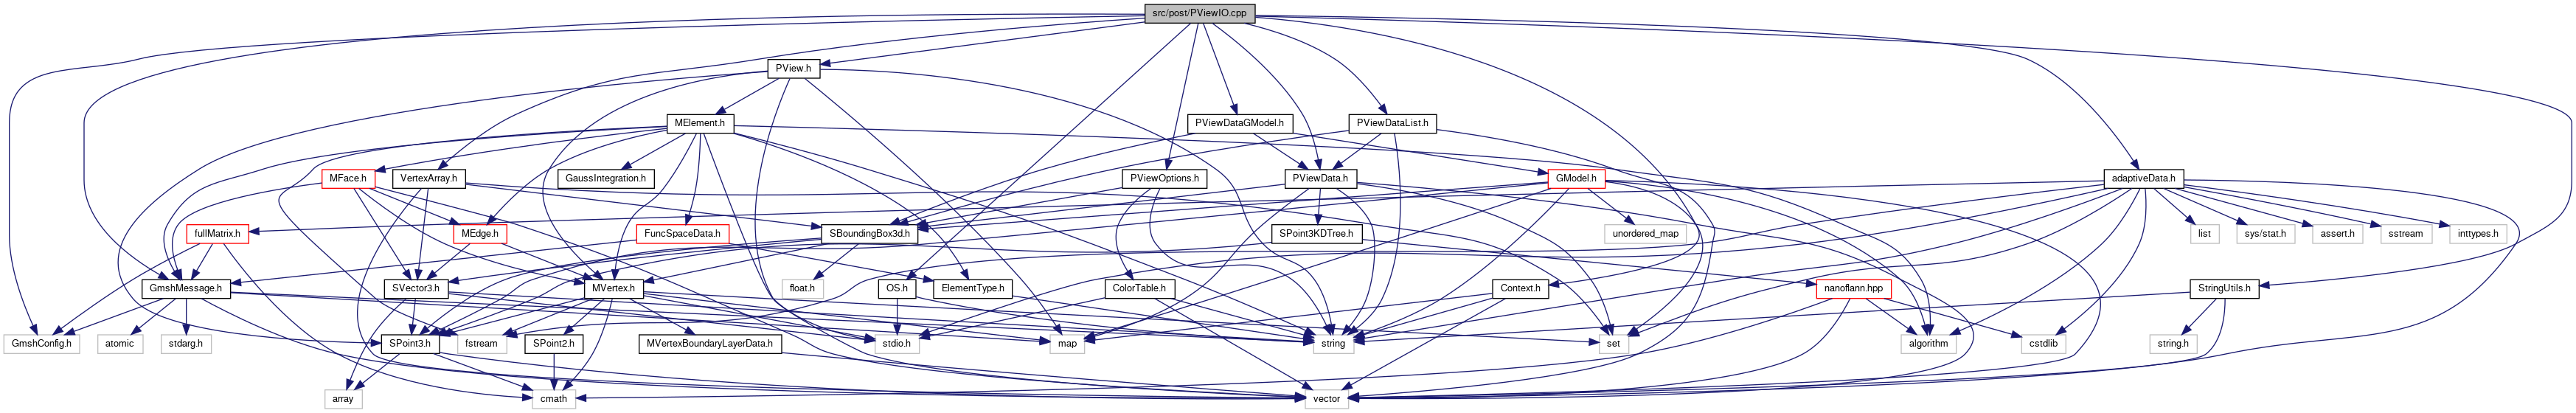 src/post/PViewIO.cpp
PView.h
MElement.h
PViewDataGModel.h
PViewDataList.h
MFace.h
VertexArray.h
GaussIntegration.h
PViewOptions.h
PViewData.h
GModel.h
adaptiveData.h
fullMatrix.h
MEdge.h
FuncSpaceData.h
SBoundingBox3d.h
SPoint3KDTree.h
unordered_map
list
sys/stat.h
assert.h
sstream
inttypes.h
GmshMessage.h
SVector3.h
MVertex.h
float.h
OS.h
ElementType.h
ColorTable.h
Context.h
nanoflann.hpp
StringUtils.h
GmshConfig.h
atomic
stdarg.h
SPoint3.h
fstream
SPoint2.h
MVertexBoundaryLayerData.h
stdio.h
map
string
set
algorithm
cstdlib
string.h
array
cmath
vector